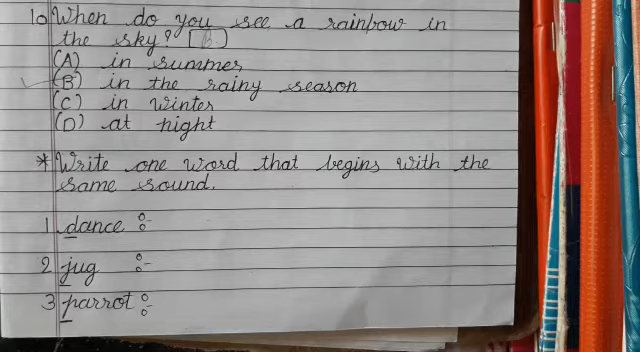 10 When do you see a rainbow in
the sky? [B]
(A) in summer
(B) in the rainy season
(C) in winter
(D) at night
* Write one word that begins with the
same sound.
1 dance :-
2 jug :-
3 parrot :-